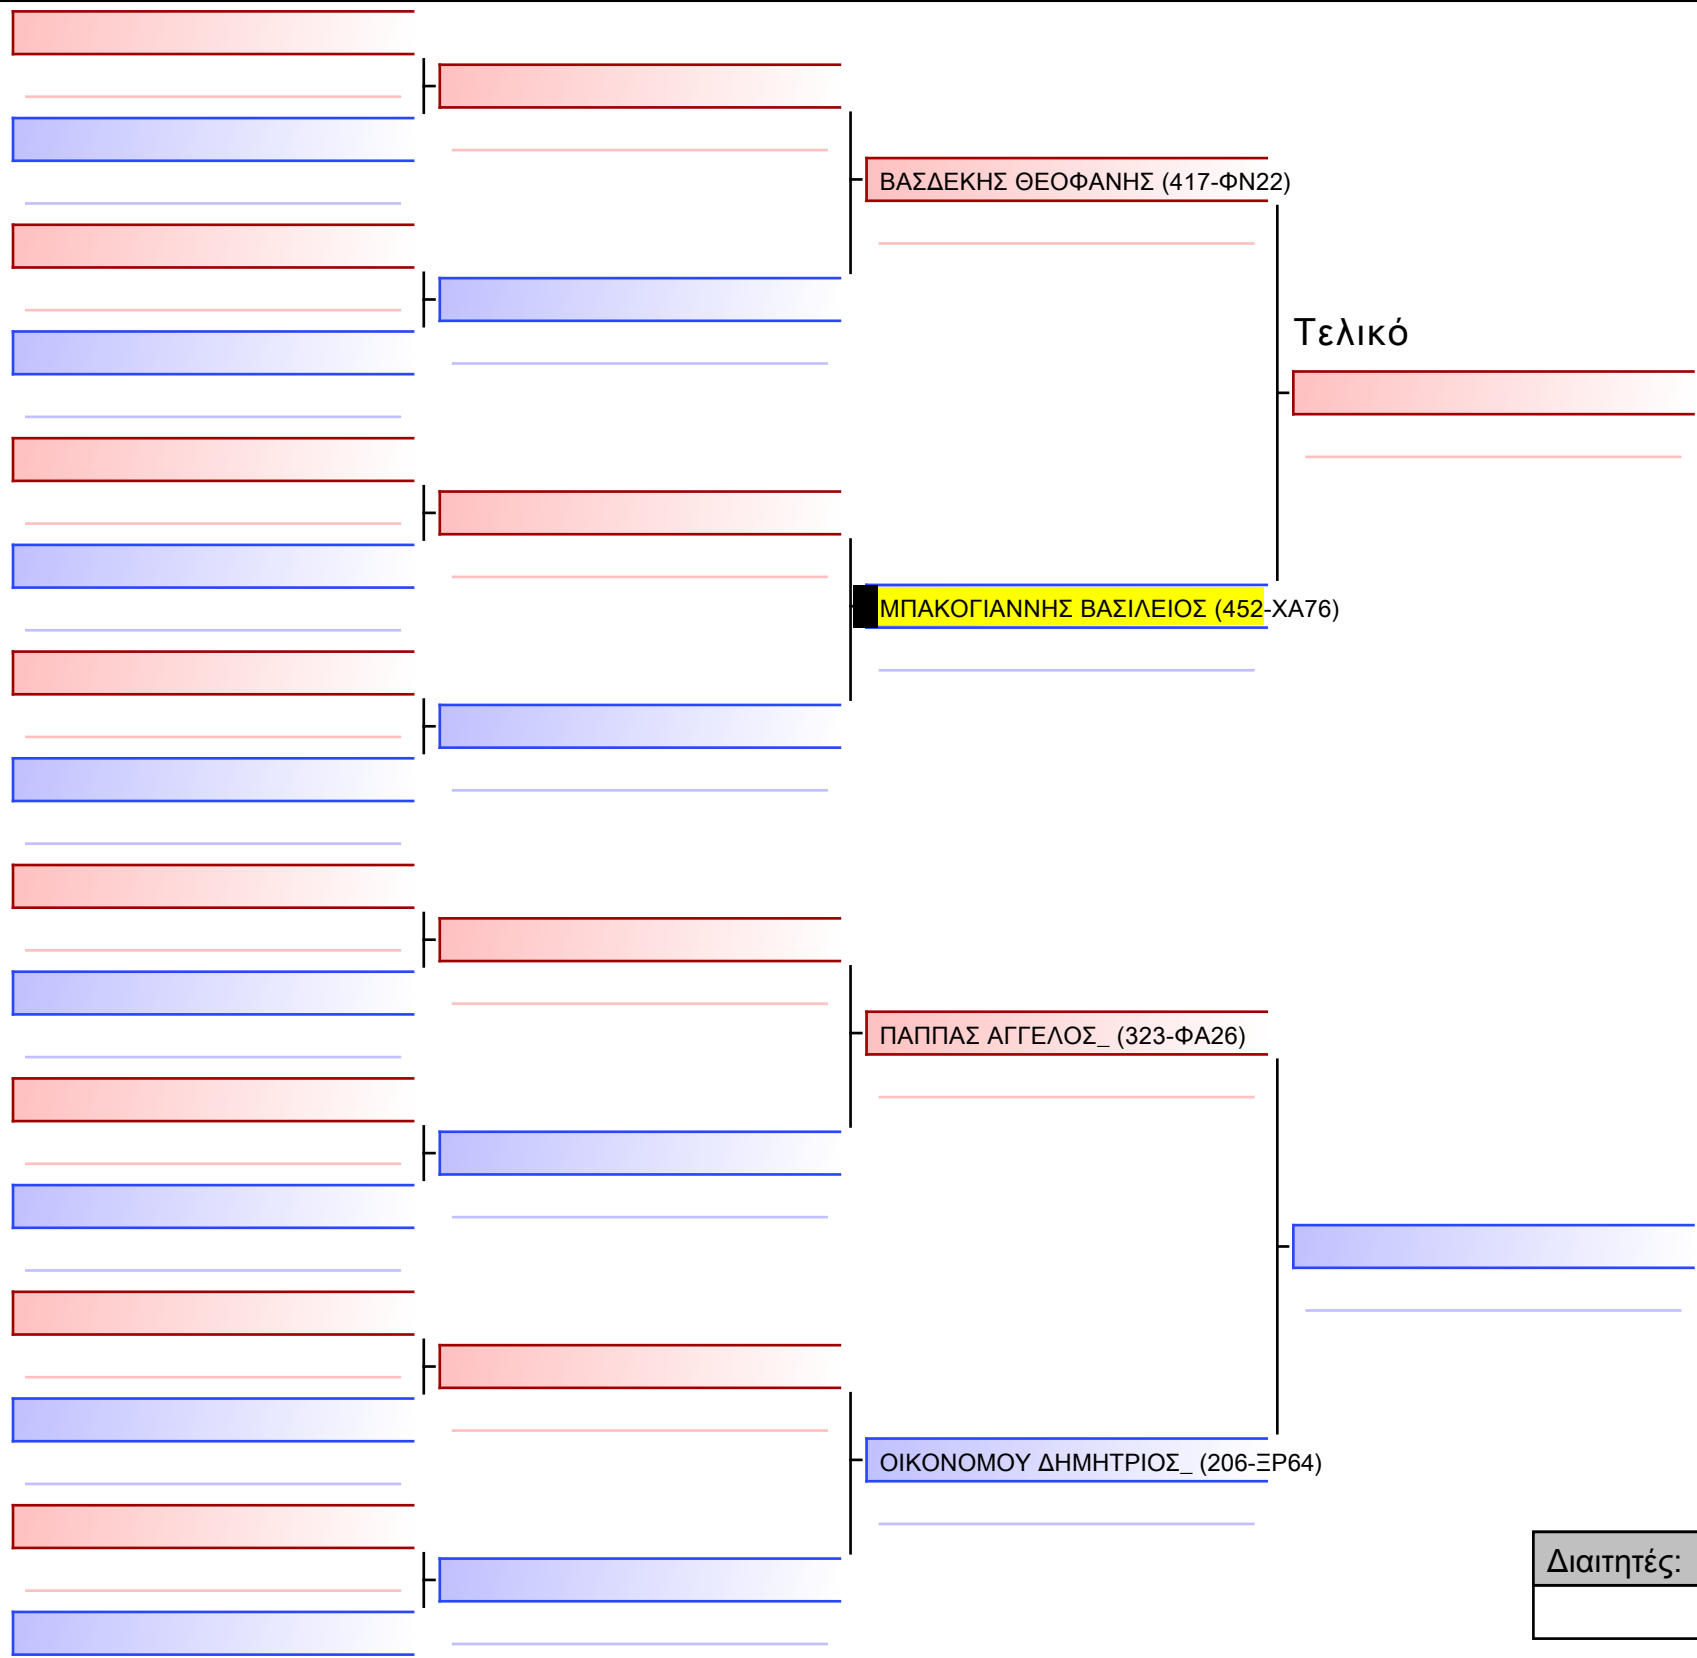 ΒΑΣΔΕΚΗΣ ΘΕΟΦΑΝΗΣ (417-ΦΝ22)
Τελικό
ΜΠΑΚΟΓΙΑΝΝΗΣ ΒΑΣΙΛΕΙΟΣ (452-ΧΑ76)
ΠΑΠΠΑΣ ΑΓΓΕΛΟΣ_ (323-ΦΑ26)
ΟΙΚΟΝΟΜΟΥ ΔΗΜΗΤΡΙΟΣ_ (206-ΞΡ64)
Διαιτητές: